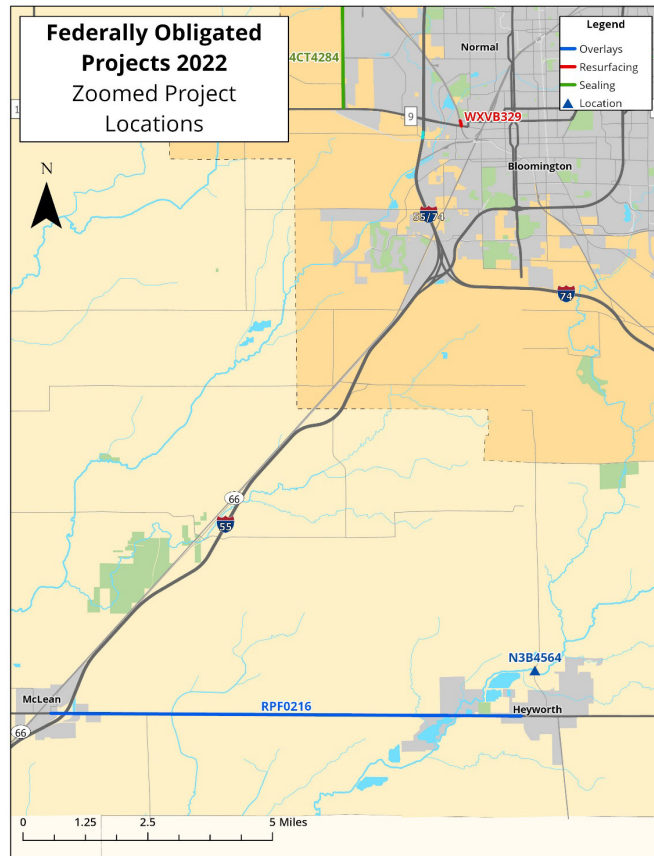 Federally Obligated
Projects 2022
Zoomed Project
Locations
4CT4284
Normal
Legend
Overlays
Resurfacing
Sealing
Location
1
9
WXVB329
Bloomington
N
55/74
74
66
55
N3B4564
McLean
RPF0216
Heyworth
66
0 1.25 2.5 5 Miles